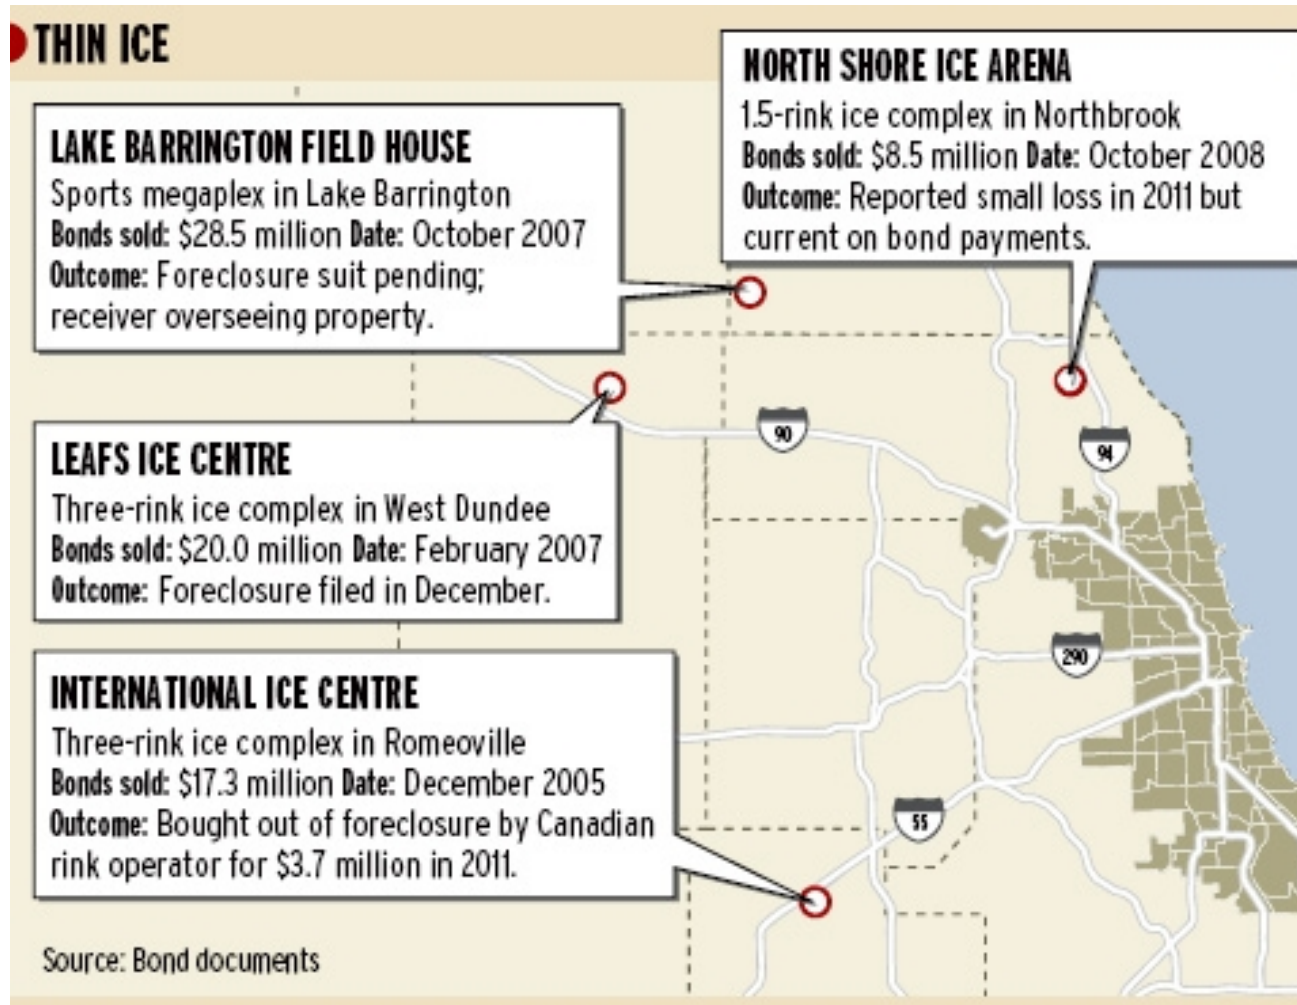 THIN ICE
LAKE BARRINGTON FIELD HOUSE
Sports megaplex in Lake Barrington
Bonds sold: $28.5 million Date: October 2007
Outcome: Foreclosure suit pending;
receiver overseeing property.
NORTH SHORE ICE ARENA
1.5-rink ice complex in Northbrook
Bonds sold: $8.5 million Date: October 2008
Outcome: Reported small loss in 2011 but
current on bond payments.
LEAFS ICE CENTRE
Three-rink ice complex in West Dundee
Bonds sold: $20.0 million Date: February 2007
Outcome: Foreclosure filed in December.
INTERNATIONAL ICE CENTRE
Three-rink ice complex in Romeoville
Bonds sold: $17.3 million Date: December 2005
Outcome: Bought out of foreclosure by Canadian
rink operator for $3.7 million in 2011.
90
94
290
55
Source: Bond documents